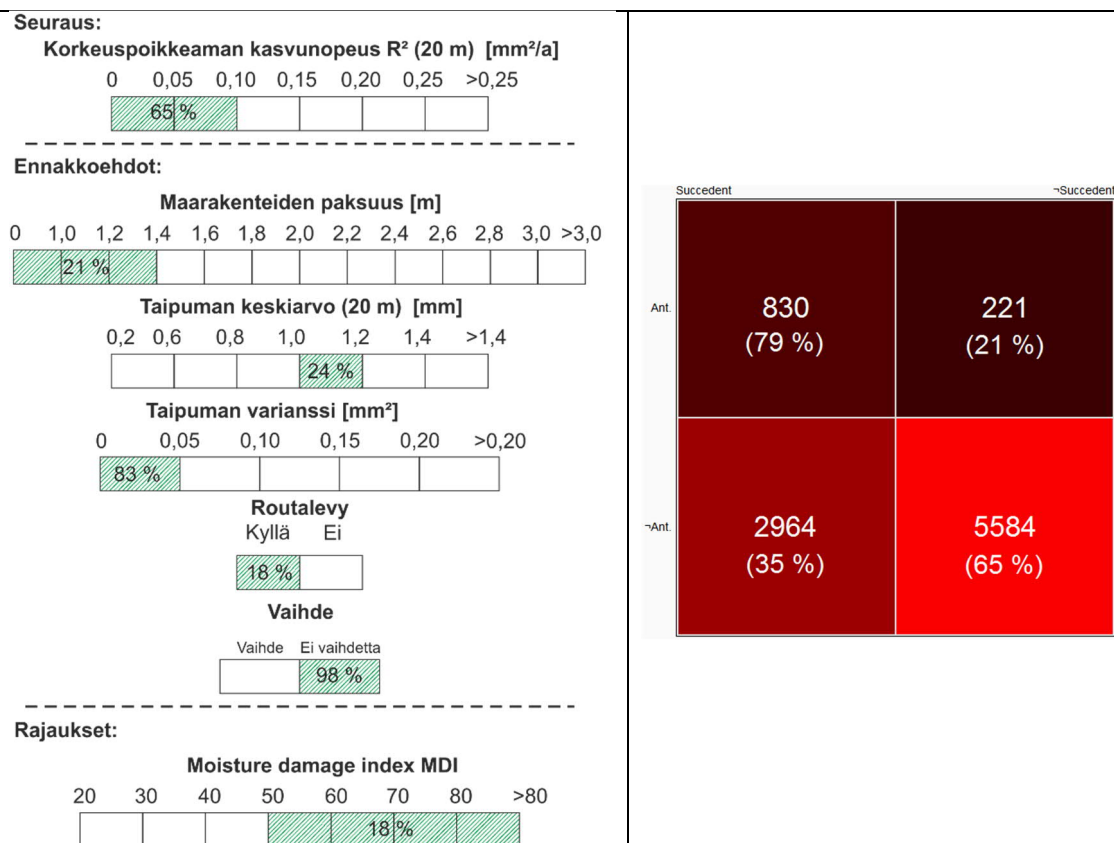 Seuraus:
Korkeuspoikkeaman kasvunopeus R² (20 m) [mm²/a]
0 0,05 0,10 0,15 0,20 0,25 >0,25
65 %
Ennakkoehdot:
Maarakenteiden paksuus [m]
0 1,0 1,2 1,4 1,6 1,8 2,0 2,2 2,4 2,6 2,8 3,0 >3,0
21 %
Taipuman keskiarvo (20 m) [mm]
0,2 0,6 0,8 1,0 1,2 1,4 >1,4
24 %
Taipuman varianssi [mm²]
0 0,05 0,10 0,15 0,20 >0,20
83 %
Routalevy
Kyllä Ei
18 %
Vaihde
Vaihde Ei vaihdetta
98 %
Rajaukset:
Moisture damage index MDI
20 30 40 50 60 70 80 >80
18 %
Succedent ¬Succedent
Ant. 830 221
(79 %) (21 %)
¬Ant. 2964 5584
(35 %) (65 %)